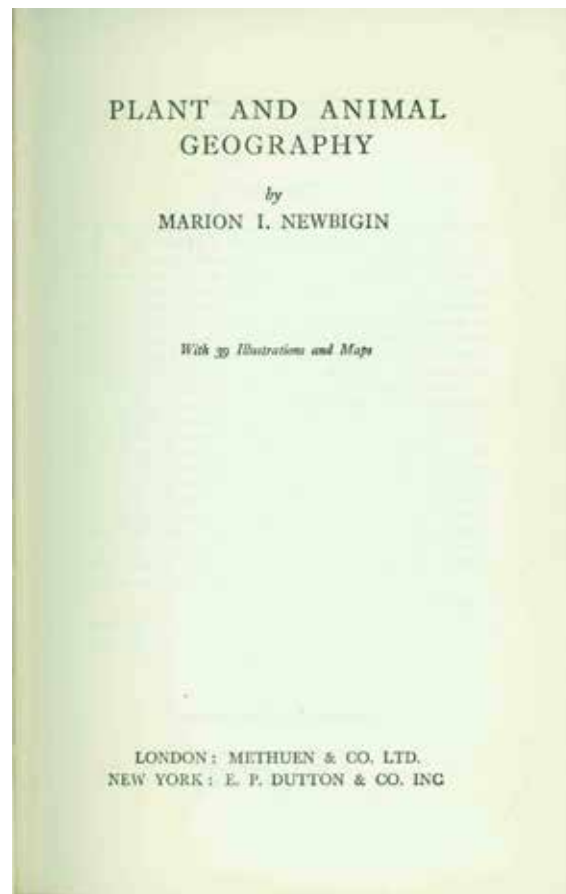 PLANT AND ANIMAL
GEOGRAPHY
by
MARION I. NEWBIGIN
With 39 Illustrations and Maps
LONDON: METHUEN & CO. LTD.
NEW YORK: E. P. DUTTON & CO. INC